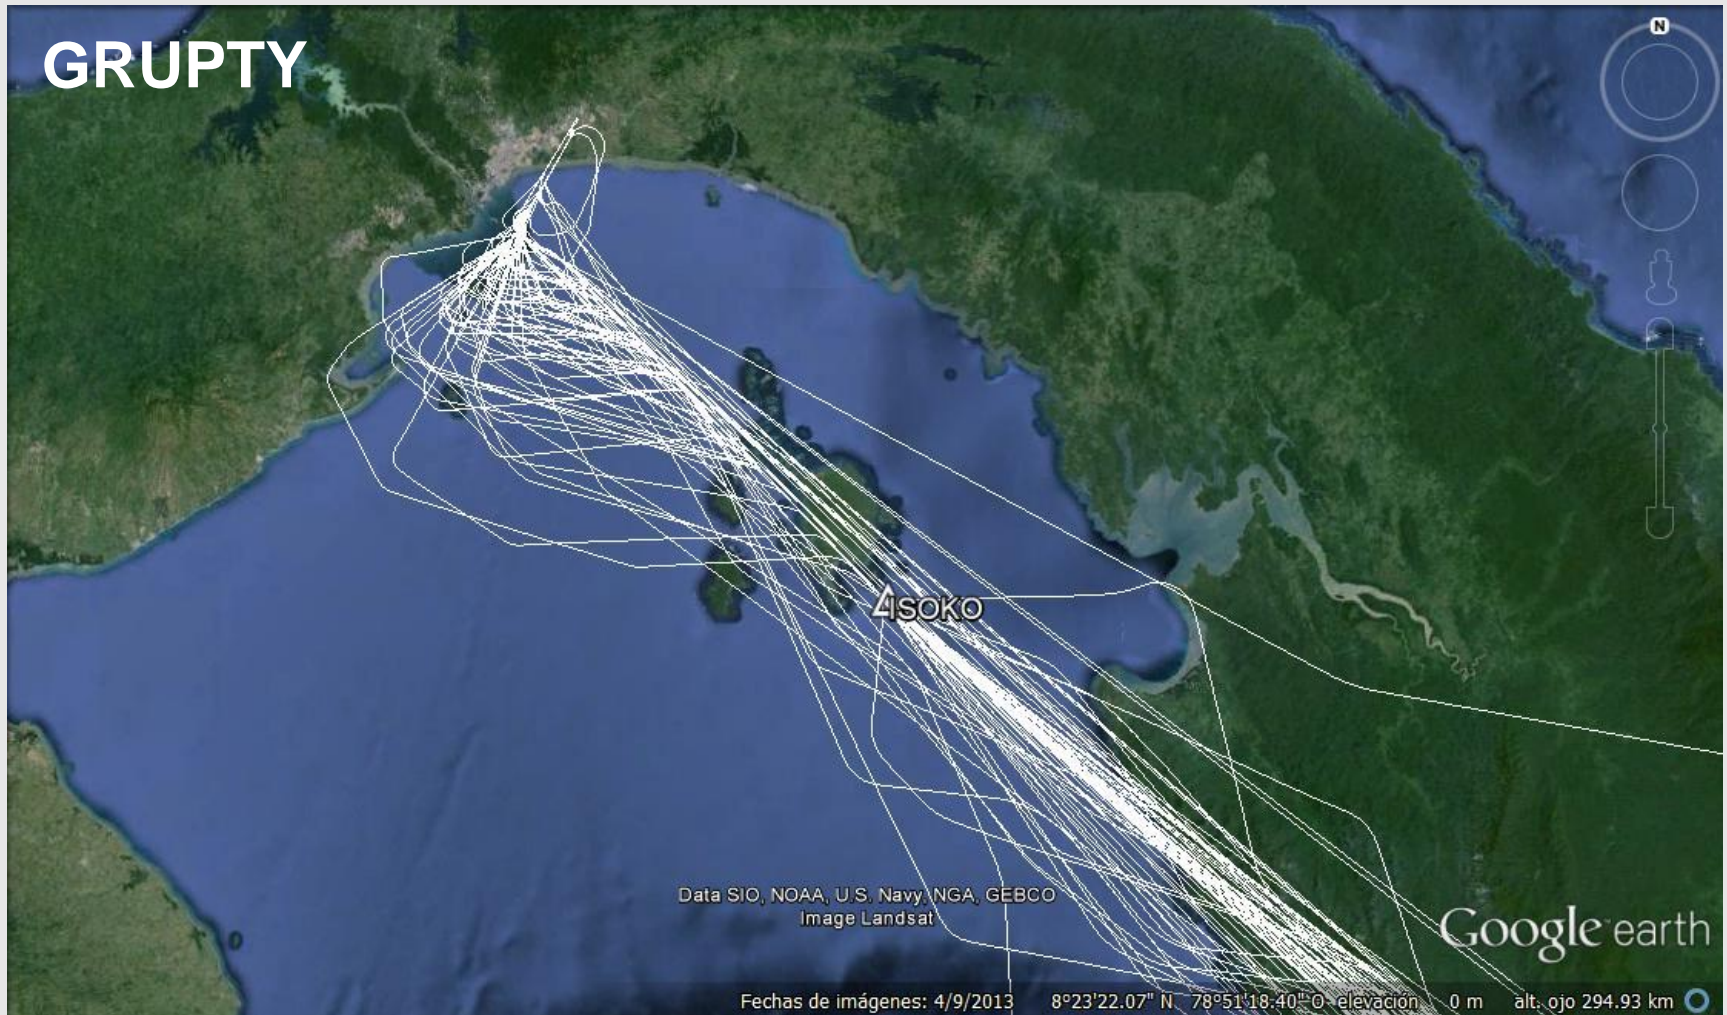 GRUPTY
N
ISOKO
Data SIO, NOAA, U.S. Navy, NGA, GEBCO
Image Landsat
Google earth
Fechas de imágenes: 4/9/2013 8°23'22.07" N 78°51'18.40" O elevación 0 m alt. ojo 294.93 km